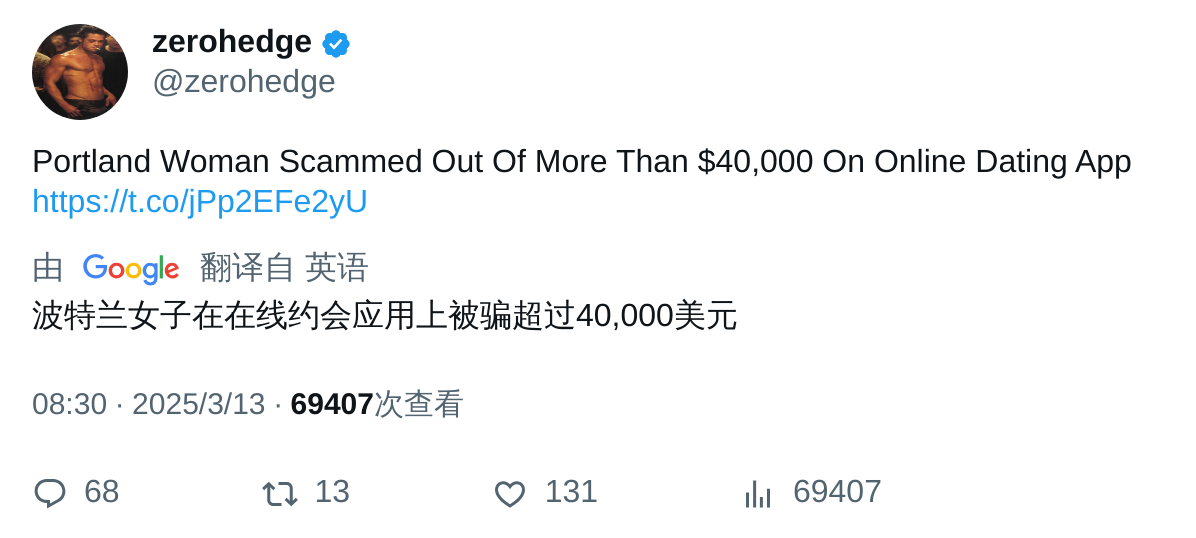 zerohedge
@zerohedge
Portland Woman Scammed Out Of More Than $40,000 On Online Dating App
https://t.co/jPp2EFe2yU
由 Google 翻译自 英语
波特兰女子在在线约会应用上被骗超过40,000美元
08:30 · 2025/3/13 · 69407次查看
68 13 131 69407